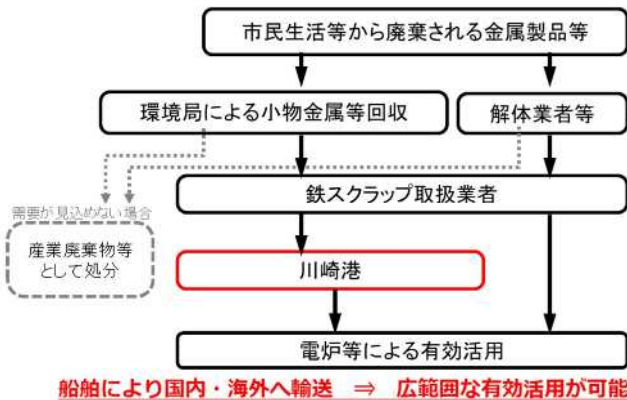 市民生活等から廃棄される金属製品等
環境局による小物金属等回収
解体業者等
鉄スクラップ取扱業者
需要が見込めない場合
産業廃棄物等
として処分
川崎港
電炉等による有効活用
船舶により国内・海外へ輸送 ⇒ 広範囲な有効活用が可能